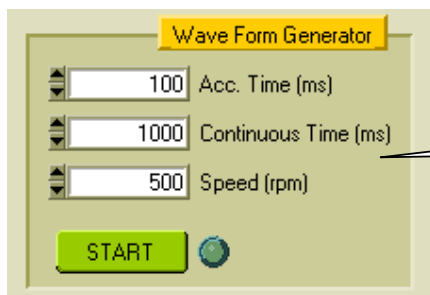 Wave Form Generator
100 Acc. Time (ms)
1000 Continuous Time (ms)
500 Speed (rpm)
START